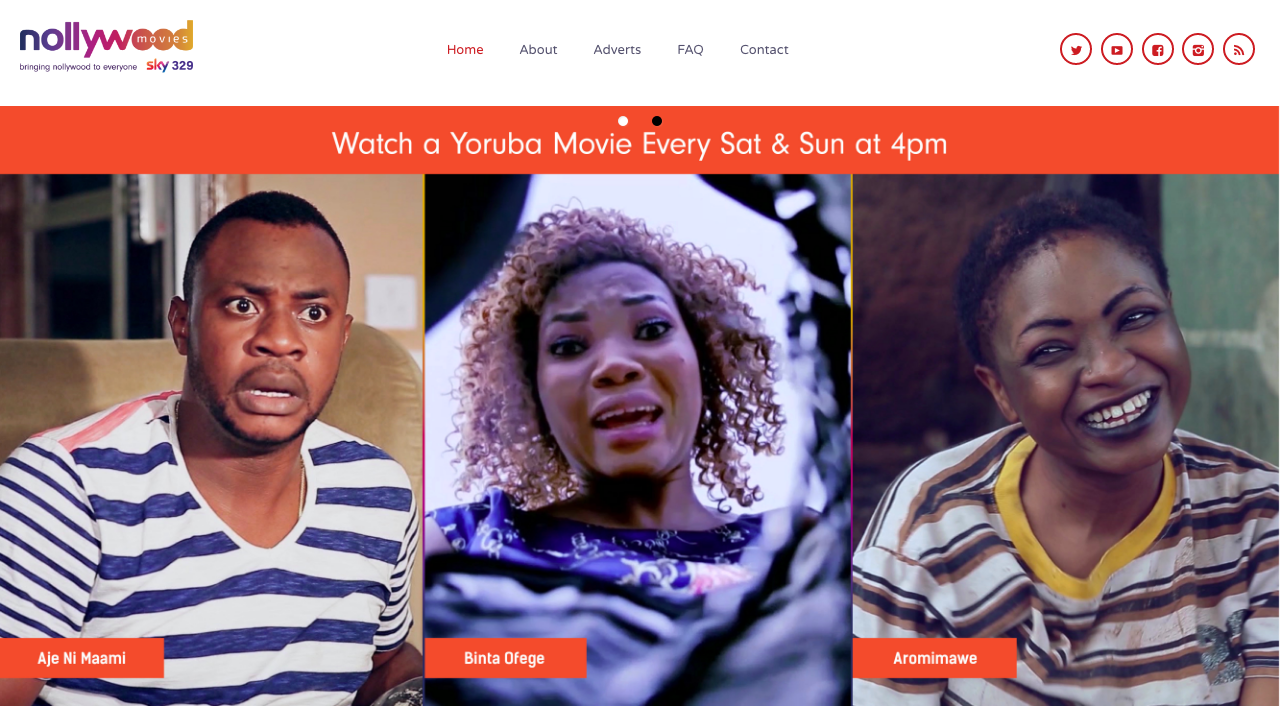 nollywood
movies
bringing nollywood to everyone sky 329
Home About Adverts FAQ Contact
Watch a Yoruba Movie Every Sat & Sun at 4pm
Aje Ni Maami
Binta Ofege
Aromimawe